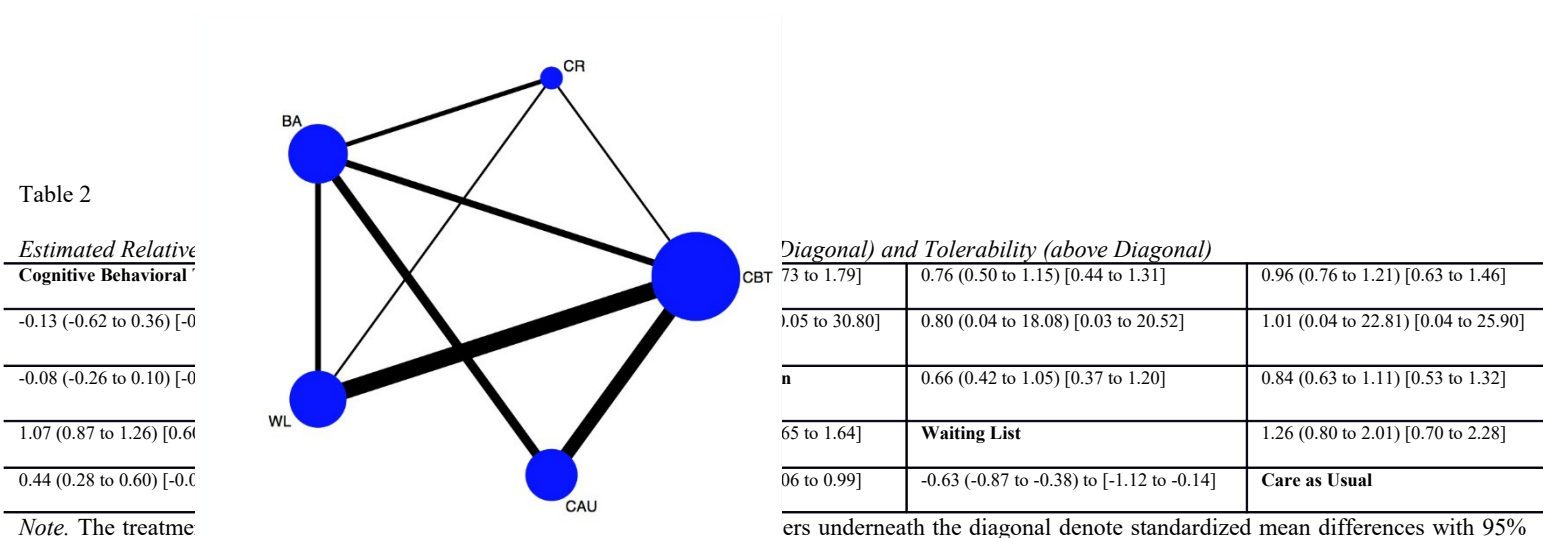 CR
BA
Table 2
Estimated Relative Diagonal) and Tolerability (above Diagonal)
Cognitive Behavioral 73 to 1.79] 0.76 (0.50 to 1.15) [0.44 to 1.31] 0.96 (0.76 to 1.21) [0.63 to 1.46]
CBT
-0.13 (-0.62 to 0.36) .05 to 30.80] 0.80 (0.04 to 18.08) [0.03 to 20.52] 1.01 (0.04 to 22.81) [0.04 to 25.90]
-0.08 (-0.26 to 0.10) n 0.66 (0.42 to 1.05) [0.37 to 1.20] 0.84 (0.63 to 1.11) [0.53 to 1.32]
WL
1.07 (0.87 to 1.26) [0.6 65 to 1.64] Waiting List 1.26 (0.80 to 2.01) [0.70 to 2.28]
0.44 (0.28 to 0.60) [-0. 06 to 0.99] -0.63 (-0.87 to -0.38) to [-1.12 to -0.14] Care as Usual
CAU
Note. The underneath the diagonal denote standardized mean differences with 95%